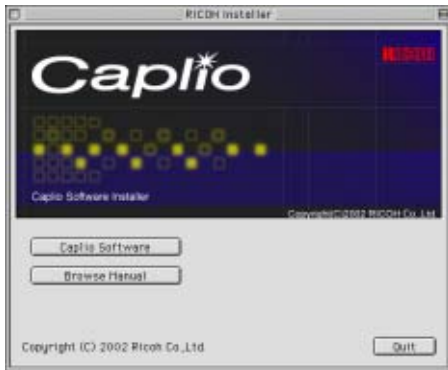 RICOH Installer
Caplio
RICOH
Caplio Software Installer
Copyright(C)2002 RICOH Co.,Ltd.
Caplio Software
Browse Manual
Copyright (C) 2002 Ricoh Co.,Ltd
Quit